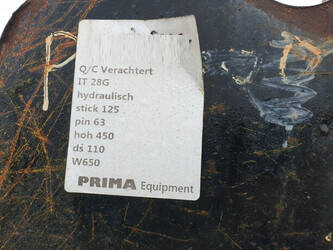 Q/C Verachtert
IT 28G
hydraulisch
stick 125
pin 63
hoh 450
ds 110
W650
PRIMA Equipment